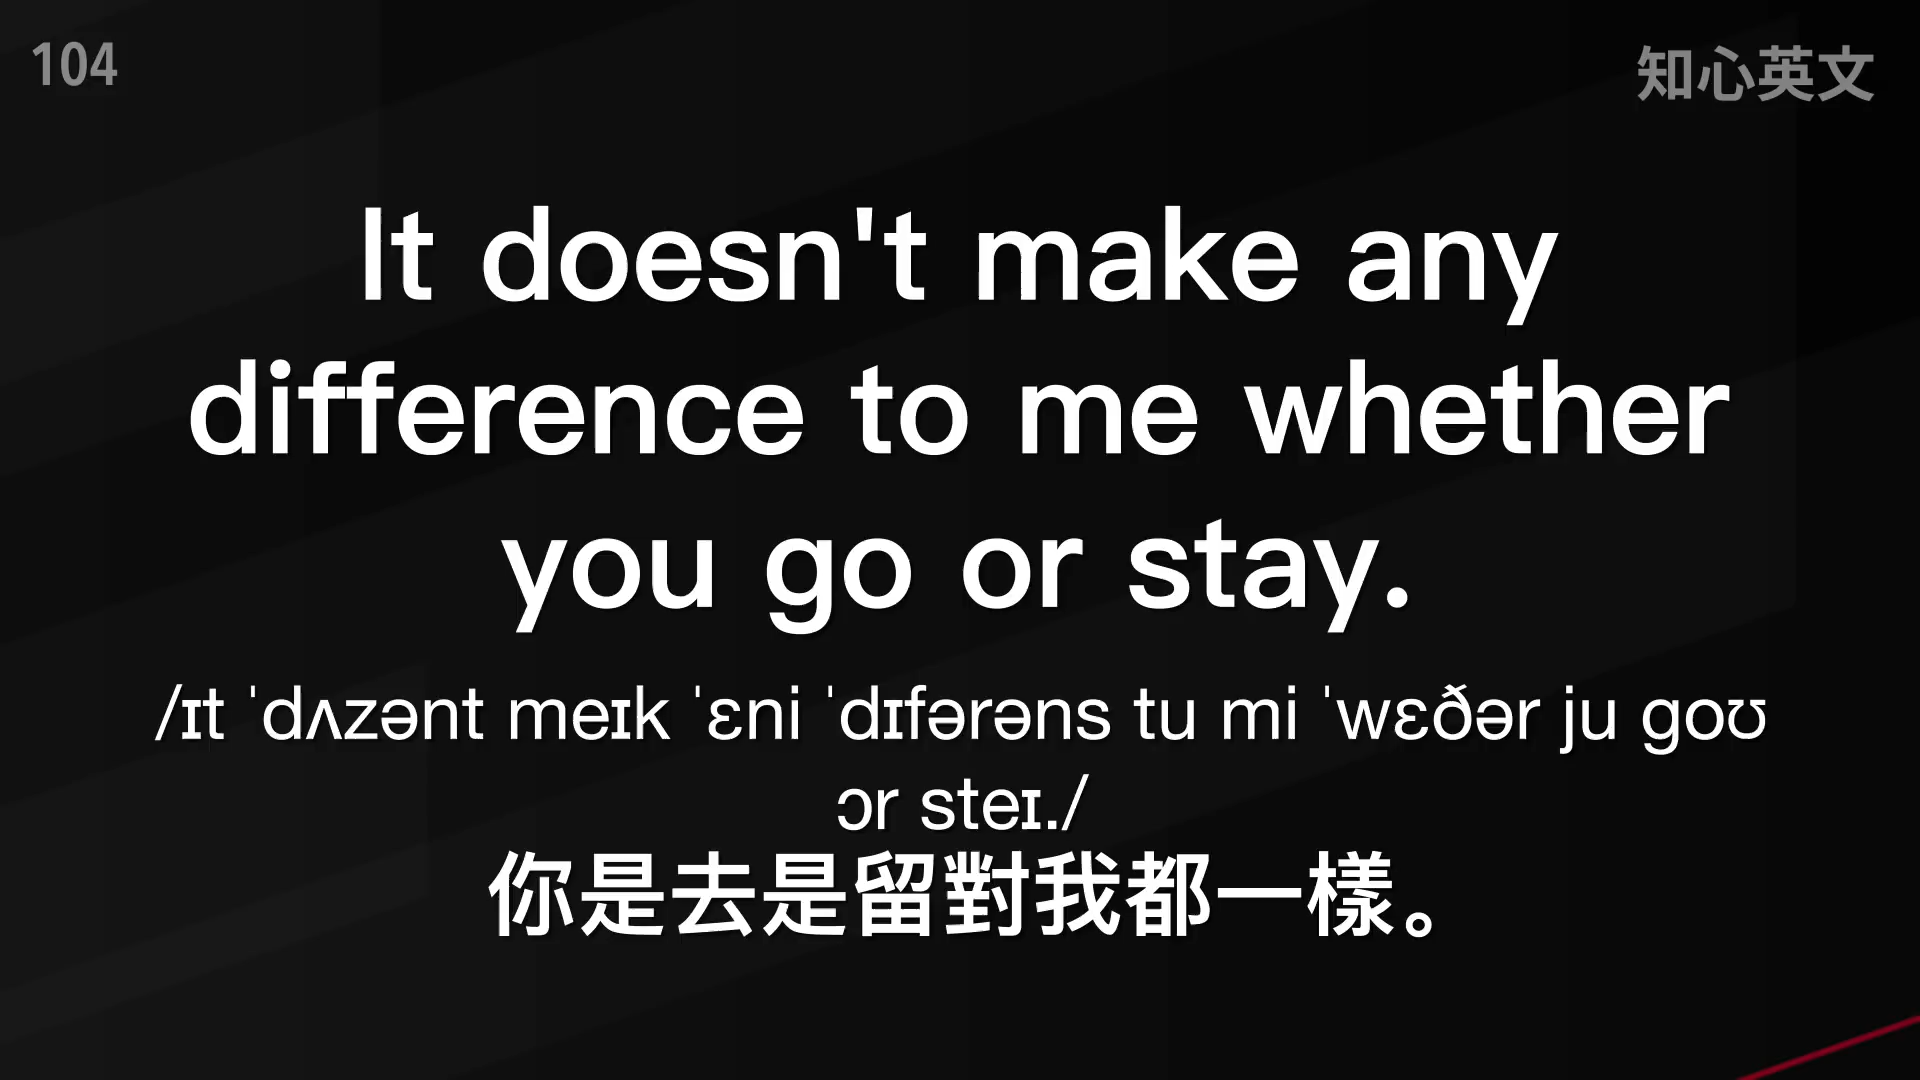 104
知心英文
It doesn't make any
difference to me whether
you go or stay.
/ɪt ˈdʌzənt meɪk ˈɛni ˈdɪfərəns tu mi ˈwɛðər ju goʊ
ɔr steɪ./
你是去是留對我都一樣。